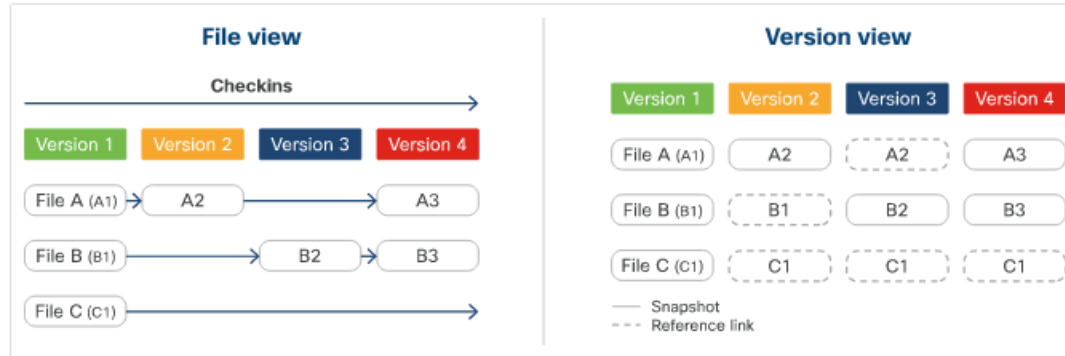 File view
Checkins
Version 1 Version 2 Version 3 Version 4
File A (A1) A2 A3
File B (B1) B2 B3
File C (C1)
Version view
Version 1 Version 2 Version 3 Version 4
File A (A1) A2 A2 A3
File B (B1) B1 B2 B3
File C (C1) C1 C1 C1
Snapshot
Reference link